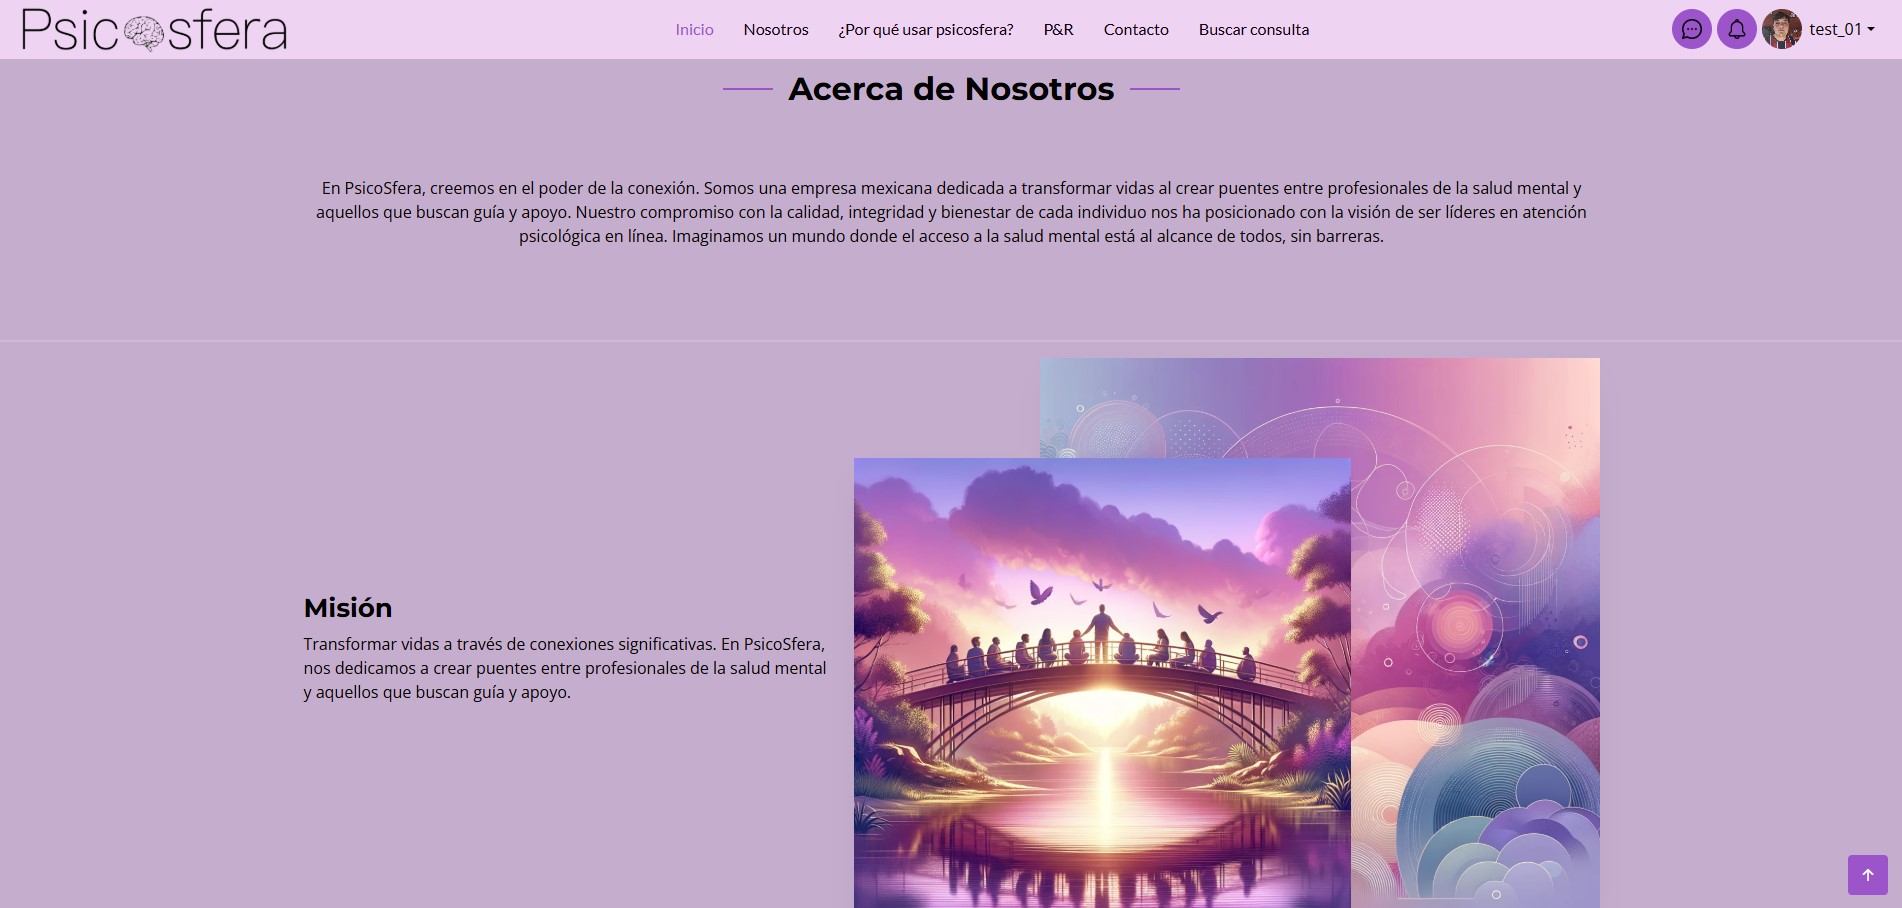 Psicosfera
Inicio
Nosotros
¿Por qué usar psicosfera?
P&R
Contacto
Buscar consulta
test_01
Acerca de Nosotros
En PsicoSfera, creemos en el poder de la conexión. Somos una empresa mexicana dedicada a transformar vidas al crear puentes entre profesionales de la salud mental y
aquellos que buscan guía y apoyo. Nuestro compromiso con la calidad, integridad y bienestar de cada individuo nos ha posicionado con la visión de ser líderes en atención
psicológica en línea. Imaginamos un mundo donde el acceso a la salud mental está al alcance de todos, sin barreras.
Misión
Transformar vidas a través de conexiones significativas. En PsicoSfera,
nos dedicamos a crear puentes entre profesionales de la salud mental
y aquellos que buscan guía y apoyo.